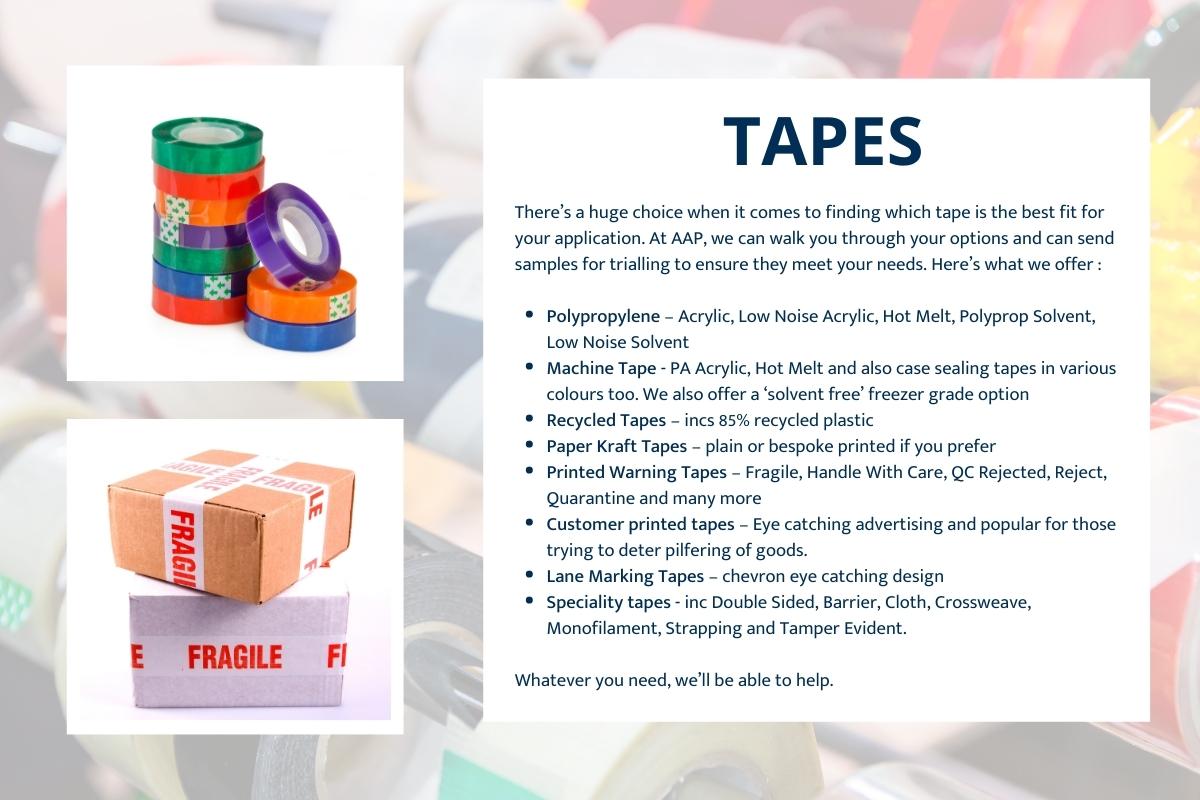 TAPES
There’s a huge choice when it comes to finding which tape is the best fit for
your application. At AAP, we can walk you through your options and can send
samples for trialling to ensure they meet your needs. Here’s what we offer :
• Polypropylene – Acrylic, Low Noise Acrylic, Hot Melt, Polyprop Solvent,
Low Noise Solvent
• Machine Tape - PA Acrylic, Hot Melt and also case sealing tapes in various
colours too. We also offer a ‘solvent free’ freezer grade option
• Recycled Tapes – incs 85% recycled plastic
• Paper Kraft Tapes – plain or bespoke printed if you prefer
• Printed Warning Tapes – Fragile, Handle With Care, QC Rejected, Reject,
Quarantine and many more
• Customer printed tapes – Eye catching advertising and popular for those
trying to deter pilfering of goods.
• Lane Marking Tapes – chevron eye catching design
• Speciality tapes - inc Double Sided, Barrier, Cloth, Crossweave,
Monofilament, Strapping and Tamper Evident.
Whatever you need, we’ll be able to help.
AGILE
FRAGILE
FRAGILE
FRAGIL
F
E FRAGILE FI